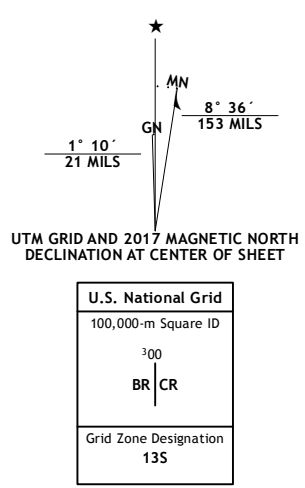 ★
MN
8° 36´
153 MILS
GN
1° 10´
21 MILS
UTM GRID AND 2017 MAGNETIC NORTH
DECLINATION AT CENTER OF SHEET
U.S. National Grid
100,000-m Square ID
³00
BR CR
Grid Zone Designation
13S